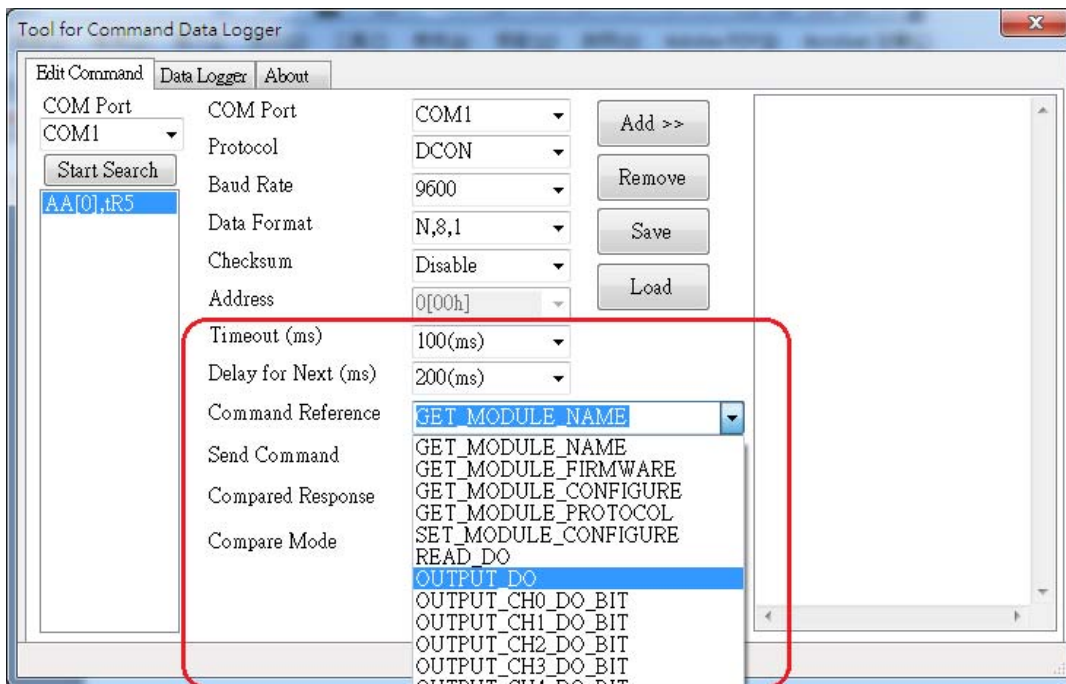 Tool for Command Data Logger
Edit Command
Data Logger
About
COM Port
COM1
Start Search
AA[0],tR5
COM Port
COM1
Protocol
DCON
Baud Rate
9600
Data Format
N,8,1
Checksum
Disable
Address
0[00h]
Timeout (ms)
100(ms)
Delay for Next (ms)
200(ms)
Command Reference
GET_MODULE_NAME
Send Command
Compared Response
Compare Mode
GET_MODULE_NAME
GET_MODULE_FIRMWARE
GET_MODULE_CONFIGURE
GET_MODULE_PROTOCOL
SET_MODULE_CONFIGURE
READ_DO
OUTPUT_DO
OUTPUT_CH0_DO_BIT
OUTPUT_CH1_DO_BIT
OUTPUT_CH2_DO_BIT
OUTPUT_CH3_DO_BIT
OUTPUT_CH4_DO_BIT
Add >>
Remove
Save
Load